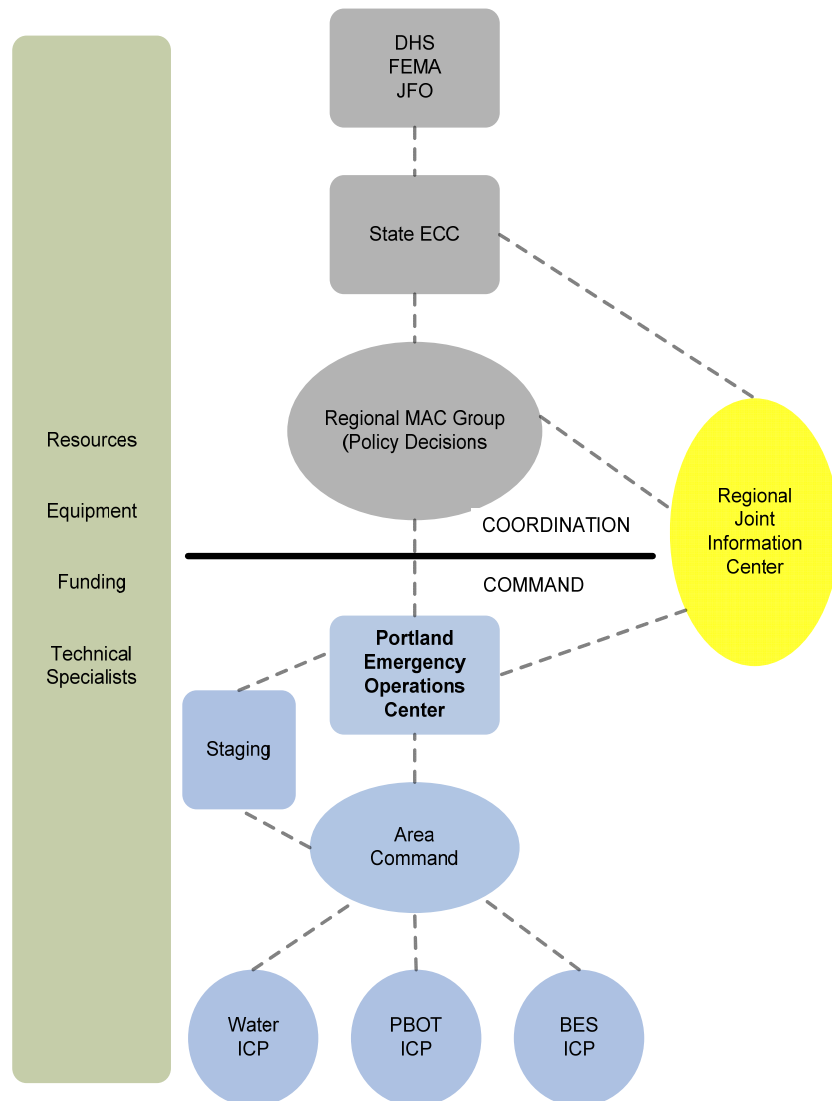 DHS
FEMA
JFO
State ECC
Regional MAC Group
(Policy Decisions
Resources
Equipment
Funding
Technical
Specialists
COORDINATION
COMMAND
Regional
Joint
Information
Center
Portland
Emergency
Operations
Center
Staging
Area
Command
Water
ICP
PBOT
ICP
BES
ICP